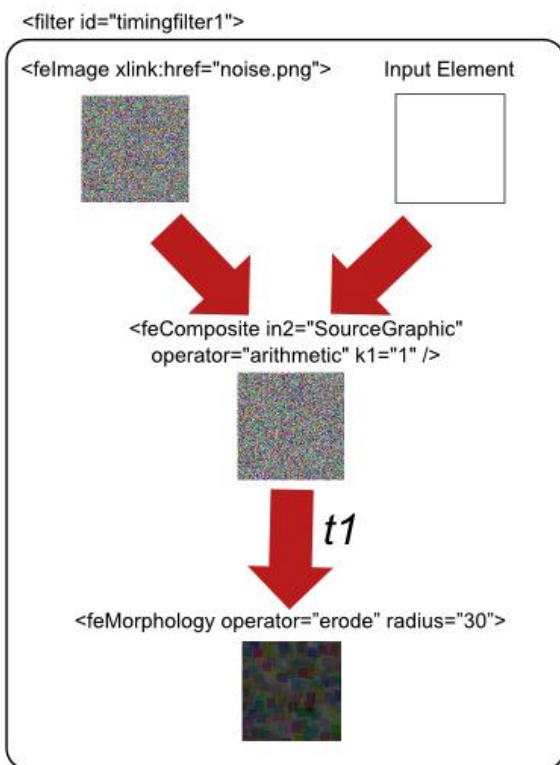 <filter id="timingfilter1">
<feImage xlink:href="noise.png">
Input Element
<feComposite in2="SourceGraphic"
operator="arithmetic" k1="1" />
t1
<feMorphology operator="erode" radius="30">